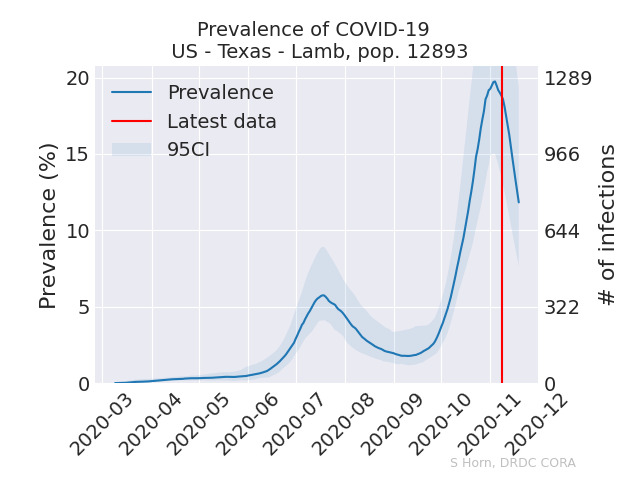 Prevalence of COVID-19
US - Texas - Lamb, pop. 12893
Prevalence
Latest data
95CI
Prevalence (%)
20
15
10
5
0
1289
966
644
322
0
# of infections
2020-03
2020-04
2020-05
2020-06
2020-07
2020-08
2020-09
2020-10
2020-11
2020-12
S Horn, DRDC CORA